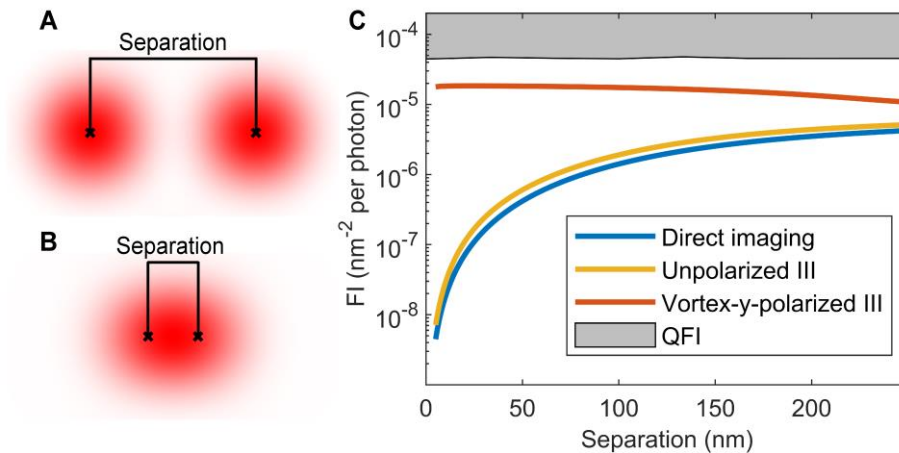 A
Separation
B
Separation
C
FI (nm⁻² per photon)
10⁻⁴
10⁻⁵
10⁻⁶
10⁻⁷
10⁻⁸
Direct imaging
Unpolarized III
Vortex-y-polarized III
QFI
0 50 100 150 200
Separation (nm)